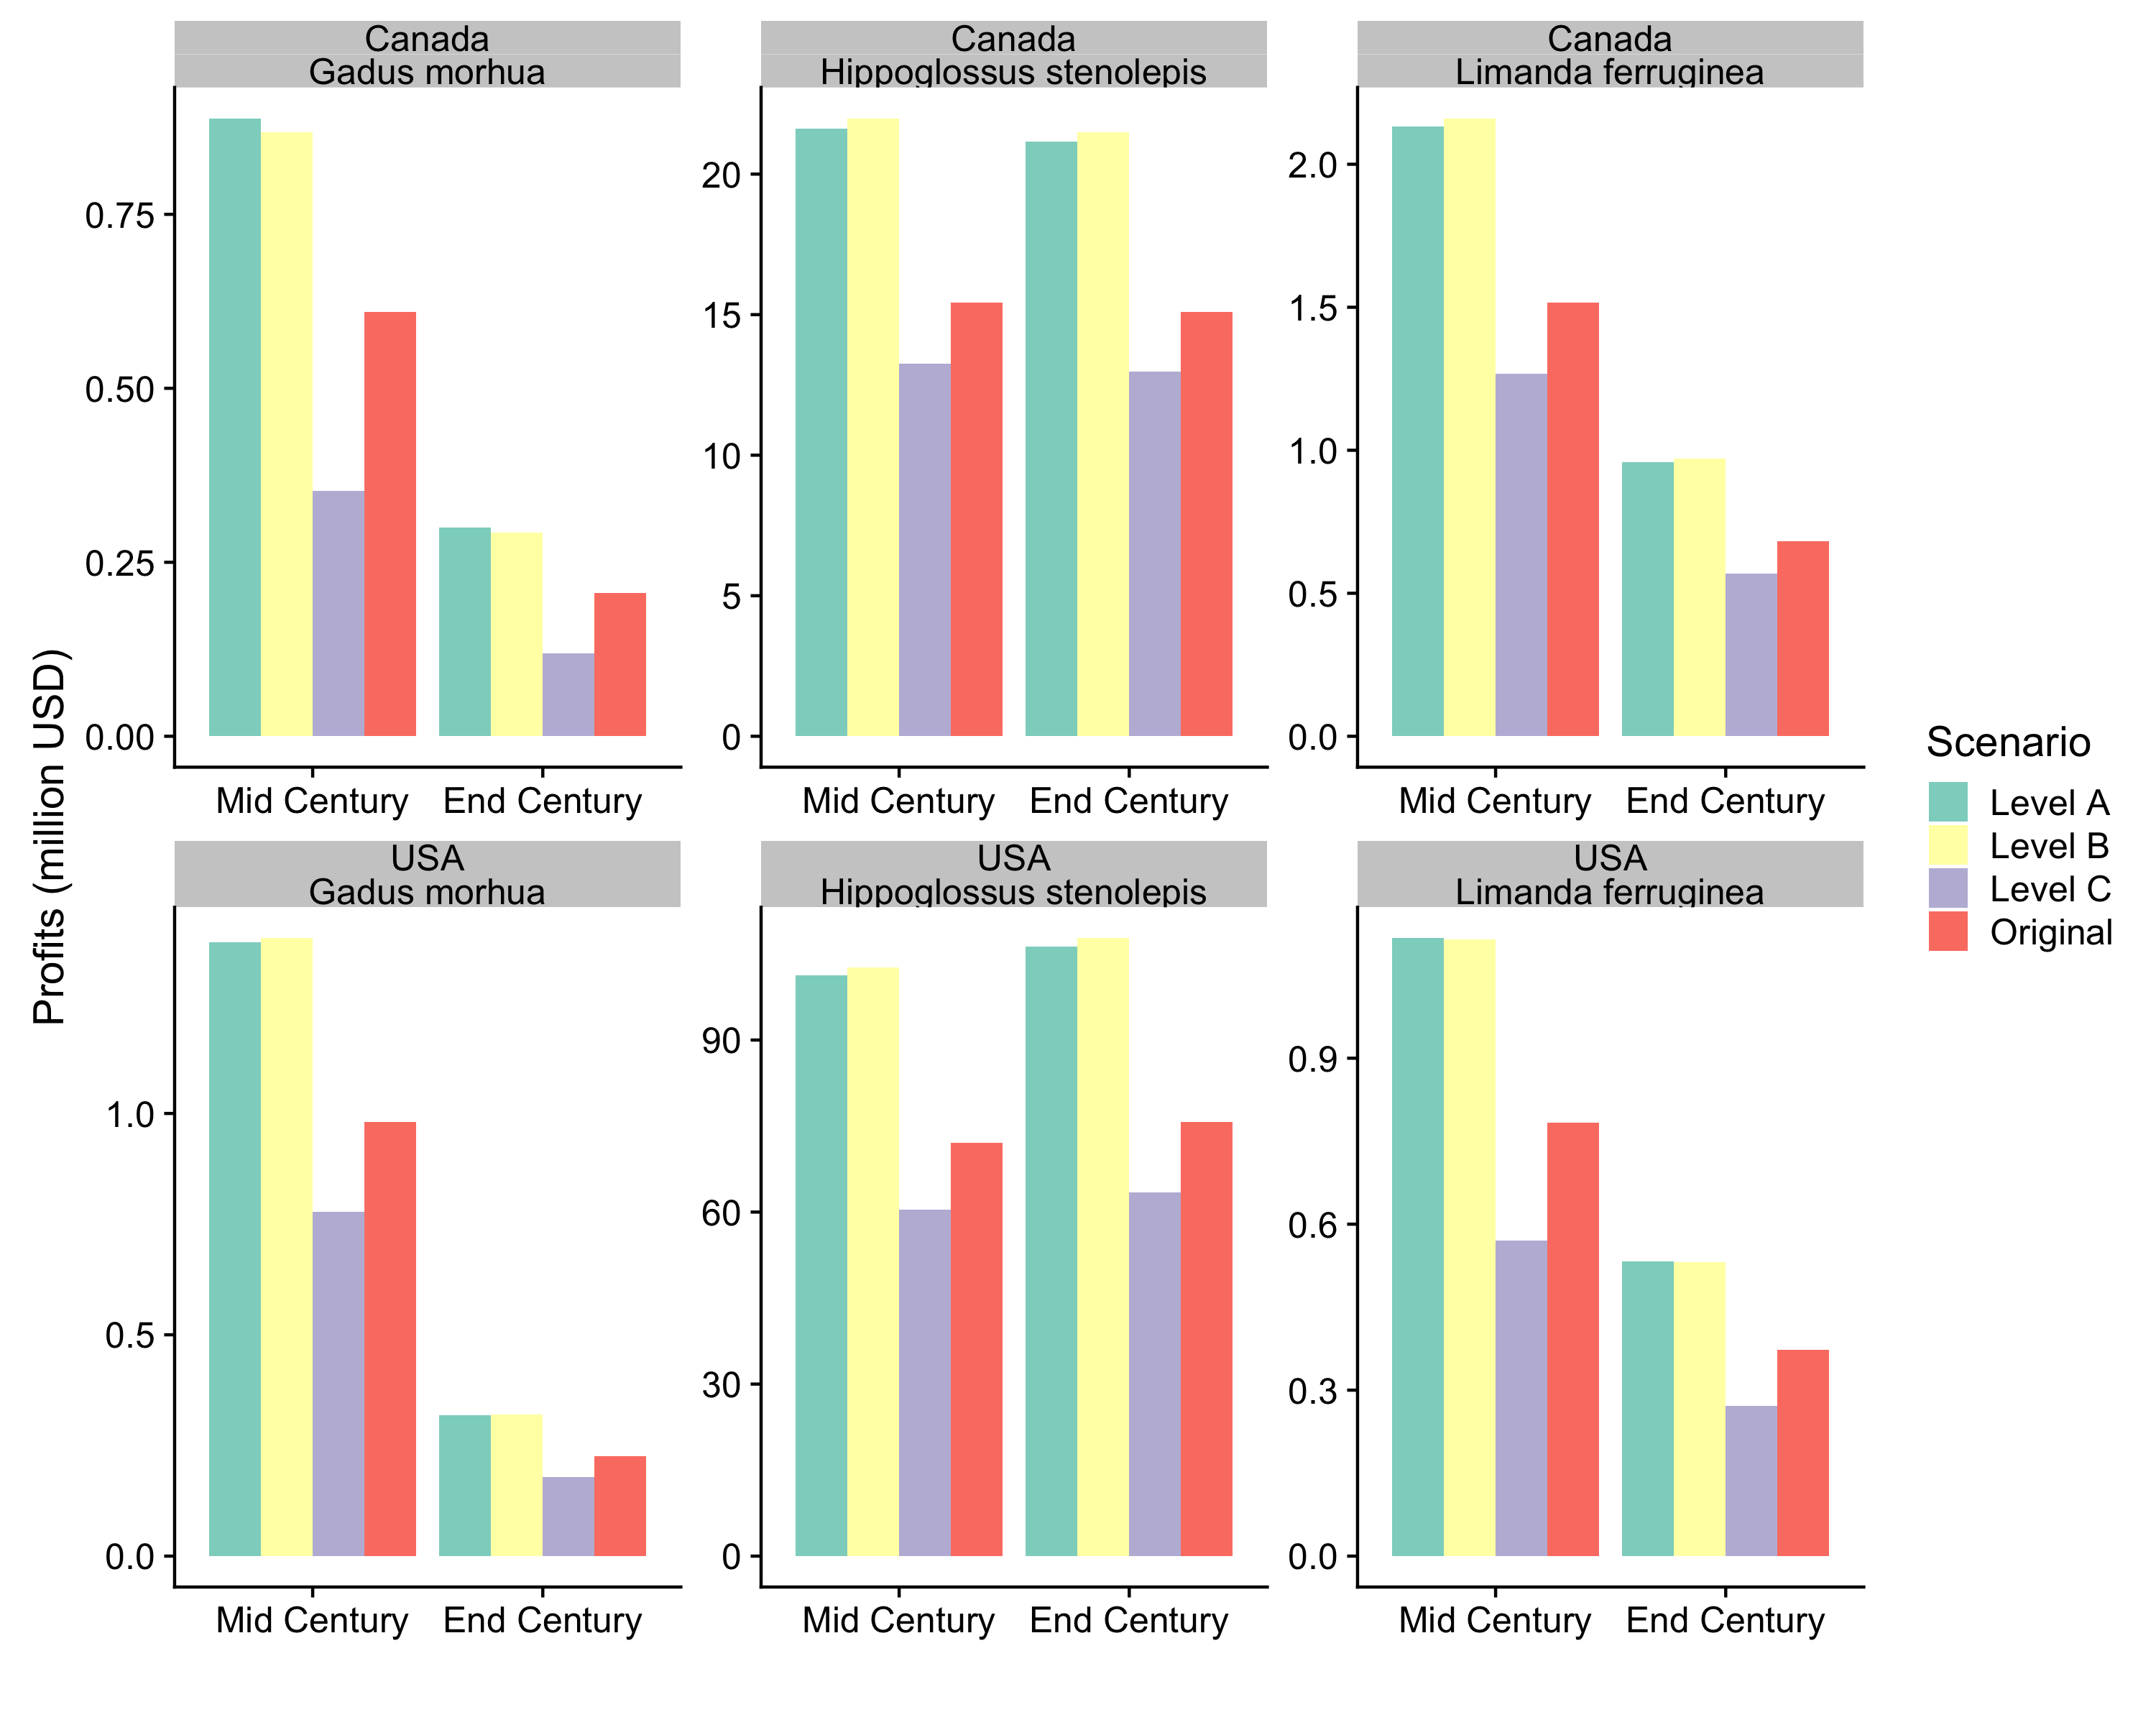 Canada
Gadus morhua
Canada
Hippoglossus stenolepis
Canada
Limanda ferruginea
0.75
0.50
0.25
0.00
20
15
10
5
0
2.0
1.5
1.0
0.5
0.0
Mid Century
End Century
Mid Century
End Century
Mid Century
End Century
USA
Gadus morhua
USA
Hippoglossus stenolepis
USA
Limanda ferruginea
1.0
0.5
0.0
90
60
30
0
0.9
0.6
0.3
0.0
Mid Century
End Century
Mid Century
End Century
Mid Century
End Century
Profits (million USD)
Scenario
Level A
Level B
Level C
Original